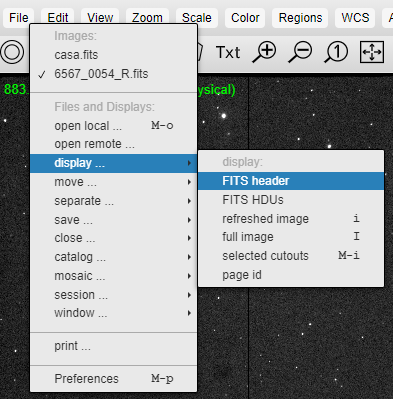 File Edit View Zoom Scale Color Regions WCS
Txt
1
883
ysical)
Images:
casa.fits
✓ 6567_0054_R.fits
Files and Displays:
open local ... M-o
open remote ...
display ...
move ...
separate ...
save ...
close ...
catalog ...
mosaic ...
session ...
window ...
print ...
Preferences M-p
display:
FITS header
FITS HDUs
refreshed image i
full image I
selected cutouts M-i
page id